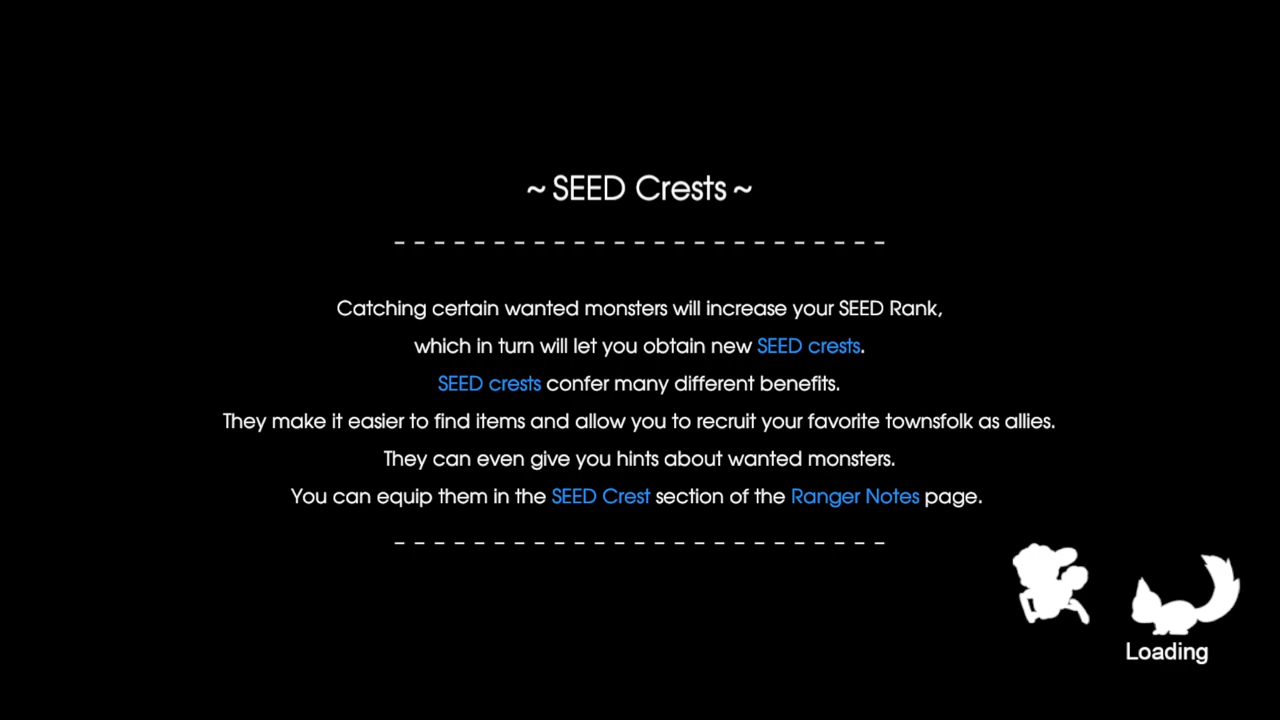 ~ SEED Crests ~
- - - - - - - - - - - - - - - - - - - - - - - - -
Catching certain wanted monsters will increase your SEED Rank,
which in turn will let you obtain new SEED crests.
SEED crests confer many different benefits.
They make it easier to find items and allow you to recruit your favorite townsfolk as allies.
They can even give you hints about wanted monsters.
You can equip them in the SEED Crest section of the Ranger Notes page.
- - - - - - - - - - - - - - - - - - - - - - - - -
Loading